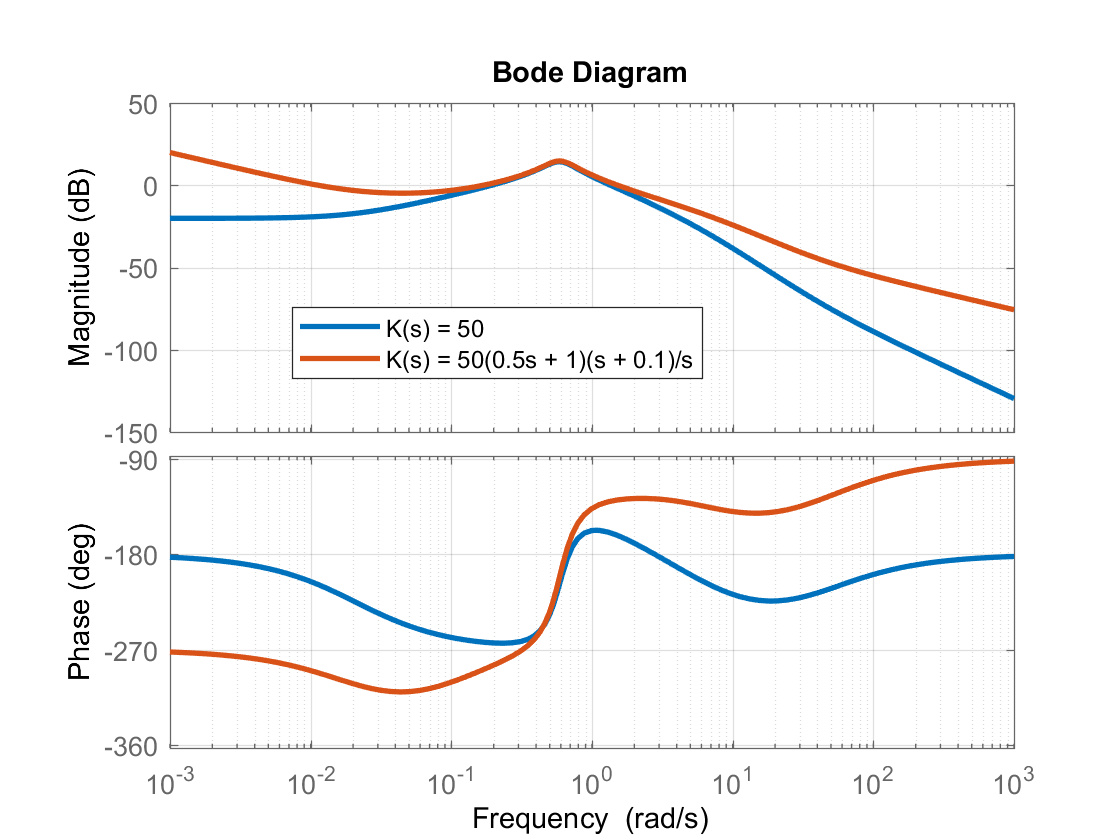 Bode Diagram
Magnitude (dB)
50
0
-50
-100
-150
K(s) = 50
K(s) = 50(0.5s + 1)(s + 0.1)/s
Phase (deg)
-90
-180
-270
-360
10^-3 10^-2 10^-1 10^0 10^1 10^2 10^3
Frequency (rad/s)